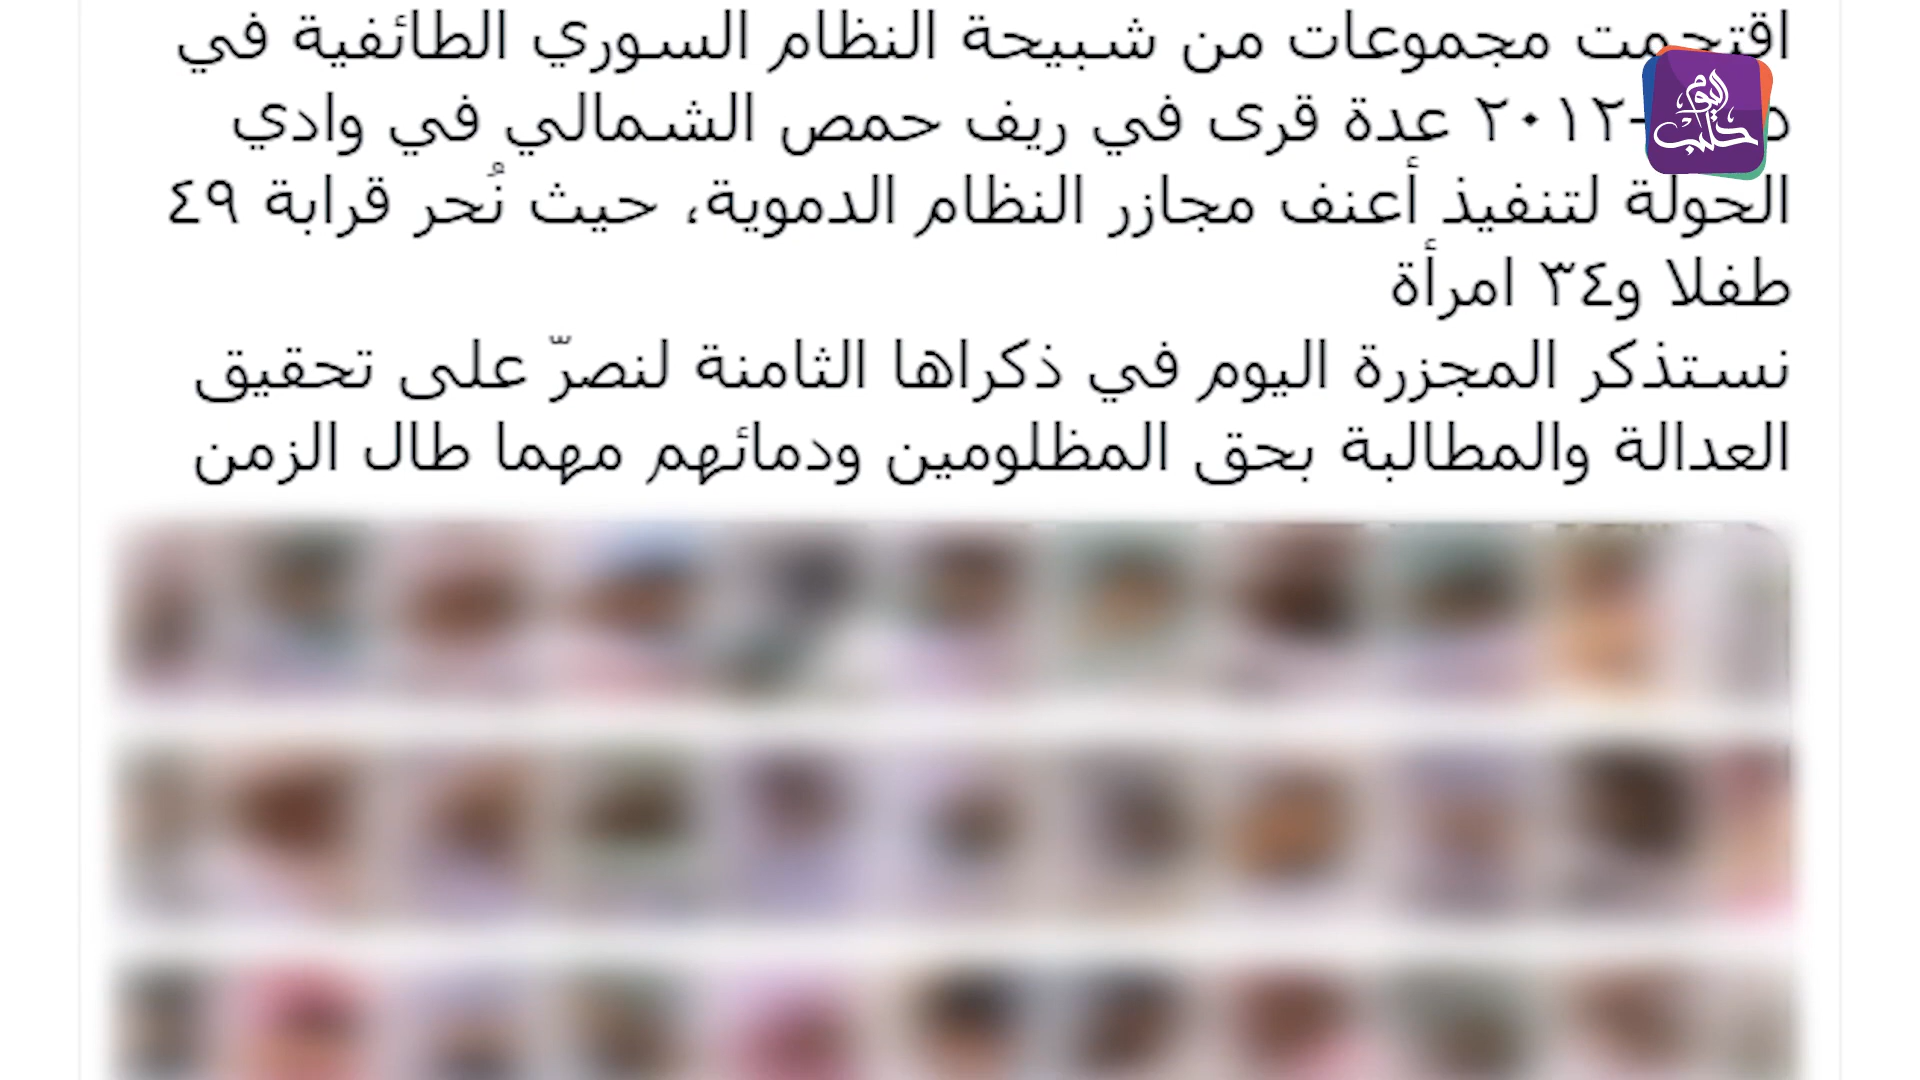 اقتحمت مجموعات من شبيحة النظام السوري الطائفية في
-٢٠١٢ عدة قرى في ريف حمص الشمالي في وادي
الحولة لتنفيذ أعنف مجازر النظام الدموية، حيث نُحر قرابة ٤٩
طفلا و٣٤ امرأة
نستذكر المجزرة اليوم في ذكراها الثامنة لنصرّ على تحقيق
العدالة والمطالبة بحق المظلومين ودمائهم مهما طال الزمن
حلب اليوم